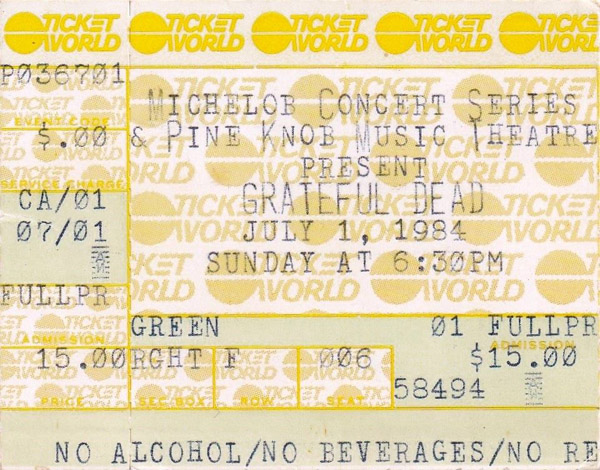 TICKET WORLD TICKET WORLD TICKET WORLD TICKET WORLD TICKET WORL
P036701
EVENT CODE
MICHELOB CONCERT SERIES
$.00 & PINE KNOB MUSIC THEATRE
SERVICE CHARGE
PRESENT
CA/01 GRATEFUL DEAD
07/01 JULY 1, 1984
SUNDAY AT 6:30PM
FULLPR
ADMISSION
GREEN 01 FULLPR
ADMISSION
15.00 RGHT F 006 $15.00
PRICE SEC/BOX ROW SEAT
58494
NO ALCOHOL/NO BEVERAGES/NO RE